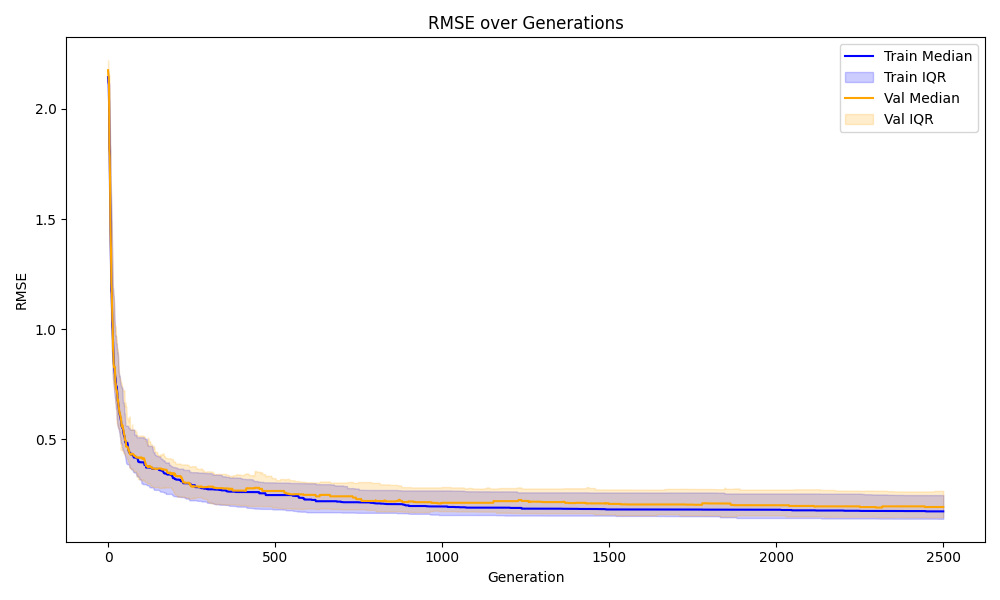 RMSE over Generations
Train Median
Train IQR
Val Median
Val IQR
RMSE
2.0
1.5
1.0
0.5
0
500
1000
1500
2000
2500
Generation